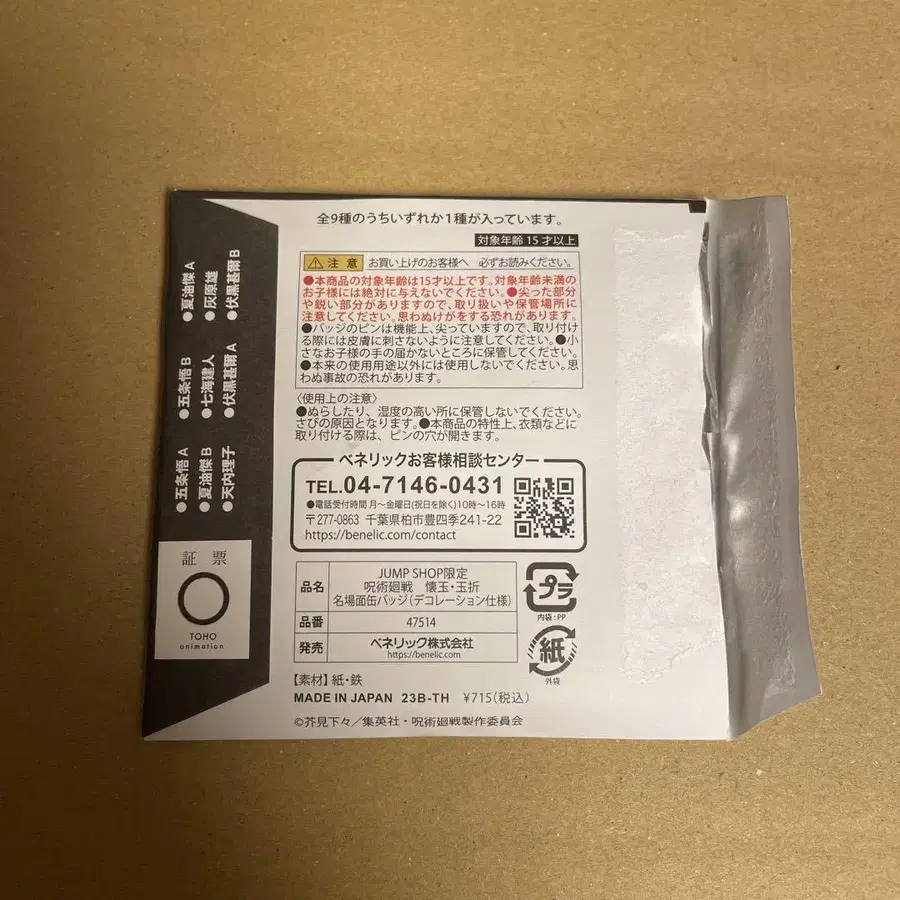 全9種のうちいずれか1種が入っています。
対象年齢15才以上
注意 お買い上げのお客様へ 必ずお読みください。
●本商品の対象年齢は15才以上です。対象年齢未満の
お子様には絶対に与えないでください。●尖った部分
や鋭い部分がありますので、取り扱いや保管場所に
注意してください。思わぬけがをする恐れがあります。
●バッジのピンは機能上、尖っていますので、取り付け
る際には皮膚に刺さないように注意してください。●小
さなお子様の手の届かないところに保管してください。
●本来の使用用途以外には使用しないでください。思
わぬ事故の恐れがあります。
〈使用上の注意〉
●ぬらしたり、湿度の高い所に保管しないでください。
さびの原因となります。●本商品の特性上、衣類などに
取り付ける際は、ピンの穴が開きます。
ベネリックお客様相談センター
TEL.04-7146-0431
●電話受付時間 月〜金曜日(祝日を除く)10時〜16時
〒277-0863 千葉県柏市豊四季241-22
https://benelic.com/contact
品名
JUMP SHOP限定
呪術廻戦 懐玉・玉折
名場面缶バッジ(デコレーション仕様)
品番 47514
発売 ベネリック株式会社
https://benelic.com
プラ
内袋:PP
紙
外袋
【素材】紙・鉄
MADE IN JAPAN 23B-TH ¥715(税込)
©芥見下々/集英社・呪術廻戦製作委員会
●五条悟 A ●五条悟 B ●夏油傑 A
●夏油傑 B ●七海建人 ●灰原雄
●天内理子 ●伏黒甚爾 A ●伏黒甚爾 B
証票
TOHO
animation